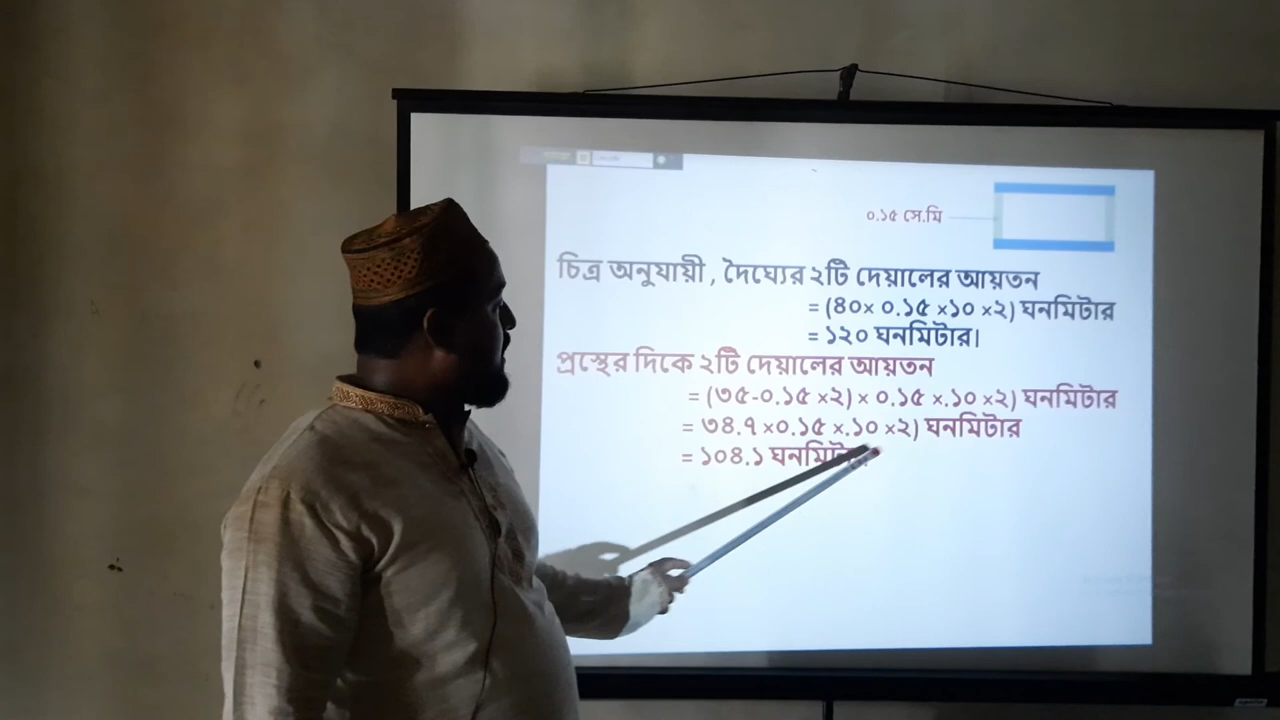 ০.১৫ সে.মি
চিত্র অনুযায়ী , দৈঘ্যের ২টি দেয়ালের আয়তন
= (৪০× ০.১৫ ×১০ ×২) ঘনমিটার
= ১২০ ঘনমিটার।
প্রস্থের দিকে ২টি দেয়ালের আয়তন
= (৩৫-০.১৫ ×২) × ০.১৫ ×.১০ ×২) ঘনমিটার
= ৩৪.৭ ×০.১৫ ×.১০ ×২) ঘনমিটার
= ১০৪.১ ঘনমিটার